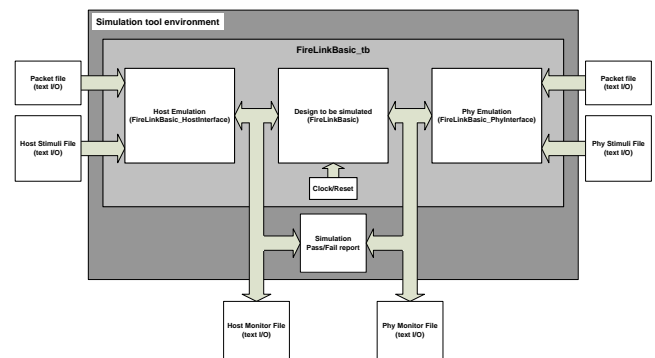 Simulation tool environment
FireLinkBasic_tb
Packet file
(text I/O)
Host Stimuli File
(text I/O)
Host Emulation
(FireLinkBasic_HostInterface)
Design to be simulated
(FireLinkBasic)
Phy Emulation
(FireLinkBasic_PhyInterface)
Packet file
(text I/O)
Phy Stimuli File
(text I/O)
Clock/Reset
Simulation
Pass/Fail report
Host Monitor File
(text I/O)
Phy Monitor File
(text I/O)